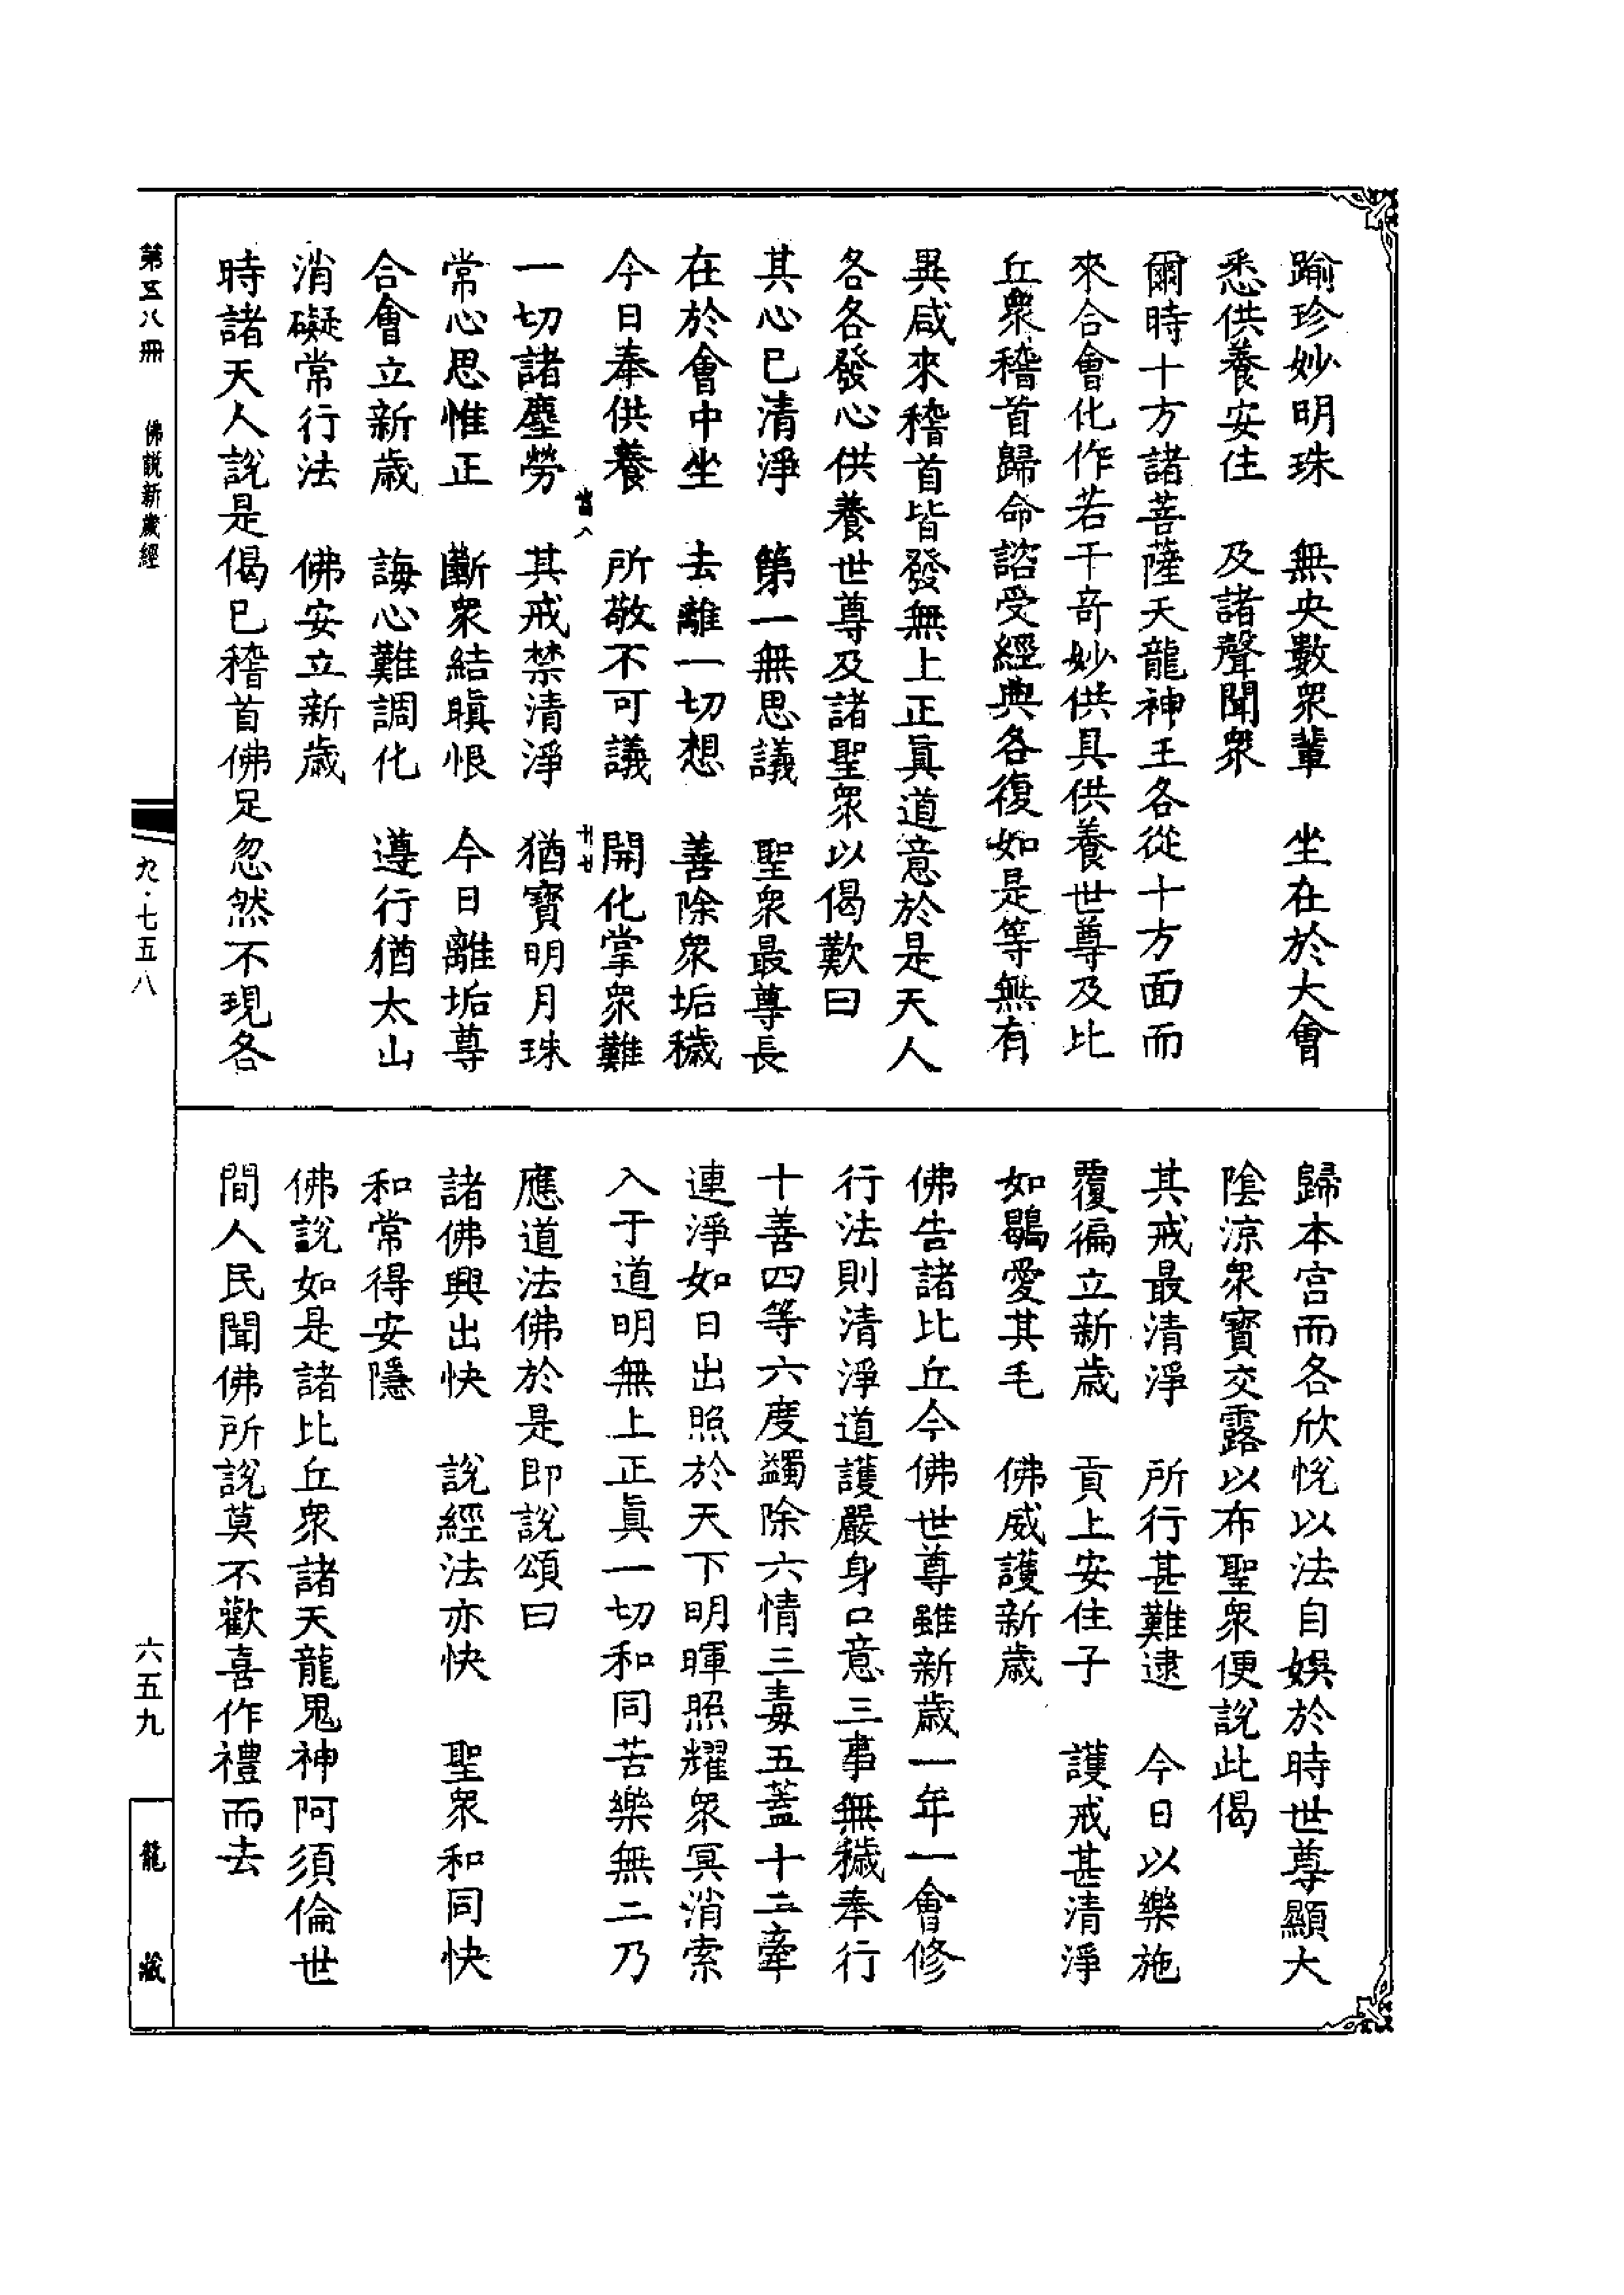 踰珍妙明珠　無央數衆輩　坐在於大會
悉供養安住　及諸聲聞衆
爾時十方諸菩薩天龍神王各從十方面而
來合會化作若干奇妙供具供養世尊及比
丘衆稽首歸命諮受經典各復如是等無有
異咸來稽首皆發無上正眞道意於是天人
各各發心供養世尊及諸聖衆以偈歎曰
其心已清淨　第一無思議　聖衆最尊長
在於會中坐　去離一切想　善除衆垢穢
今日奉供養　所敬不可議　開化掌衆難
一切諸塵勞　其戒禁清淨　猶寶明月珠
常心思惟正　斷衆結瞋恨　今日離垢尊
合會立新歲　誨心難調化　遵行猶太山
消礙常行法　佛安立新歲
時諸天人說是偈已稽首佛足忽然不現各
歸本宮而各欣悅以法自娛於時世尊顯大
陰涼衆寶交露以布聖衆便說此偈
其戒最清淨　所行甚難逮　今日以樂施
覆徧立新歲　貢上安住子　護戒甚清淨
如鶡愛其毛　佛威護新歲
佛告諸比丘今佛世尊雖新歲一年一會修
行法則清淨道護嚴身口意三事無穢奉行
十善四等六度蠲除六情三毒五蓋十二牽
連淨如日出照於天下明暉照耀衆冥消索
入于道明無上正眞一切和同苦樂無二乃
應道法佛於是卽說頌曰
諸佛興出快　說經法亦快　聖衆和同快
和常得安隱
佛說如是諸比丘衆諸天龍鬼神阿須倫世
間人民聞佛所說莫不歡喜作禮而去
第五八冊　佛說新歲經
九·七五八
六五九
龍藏